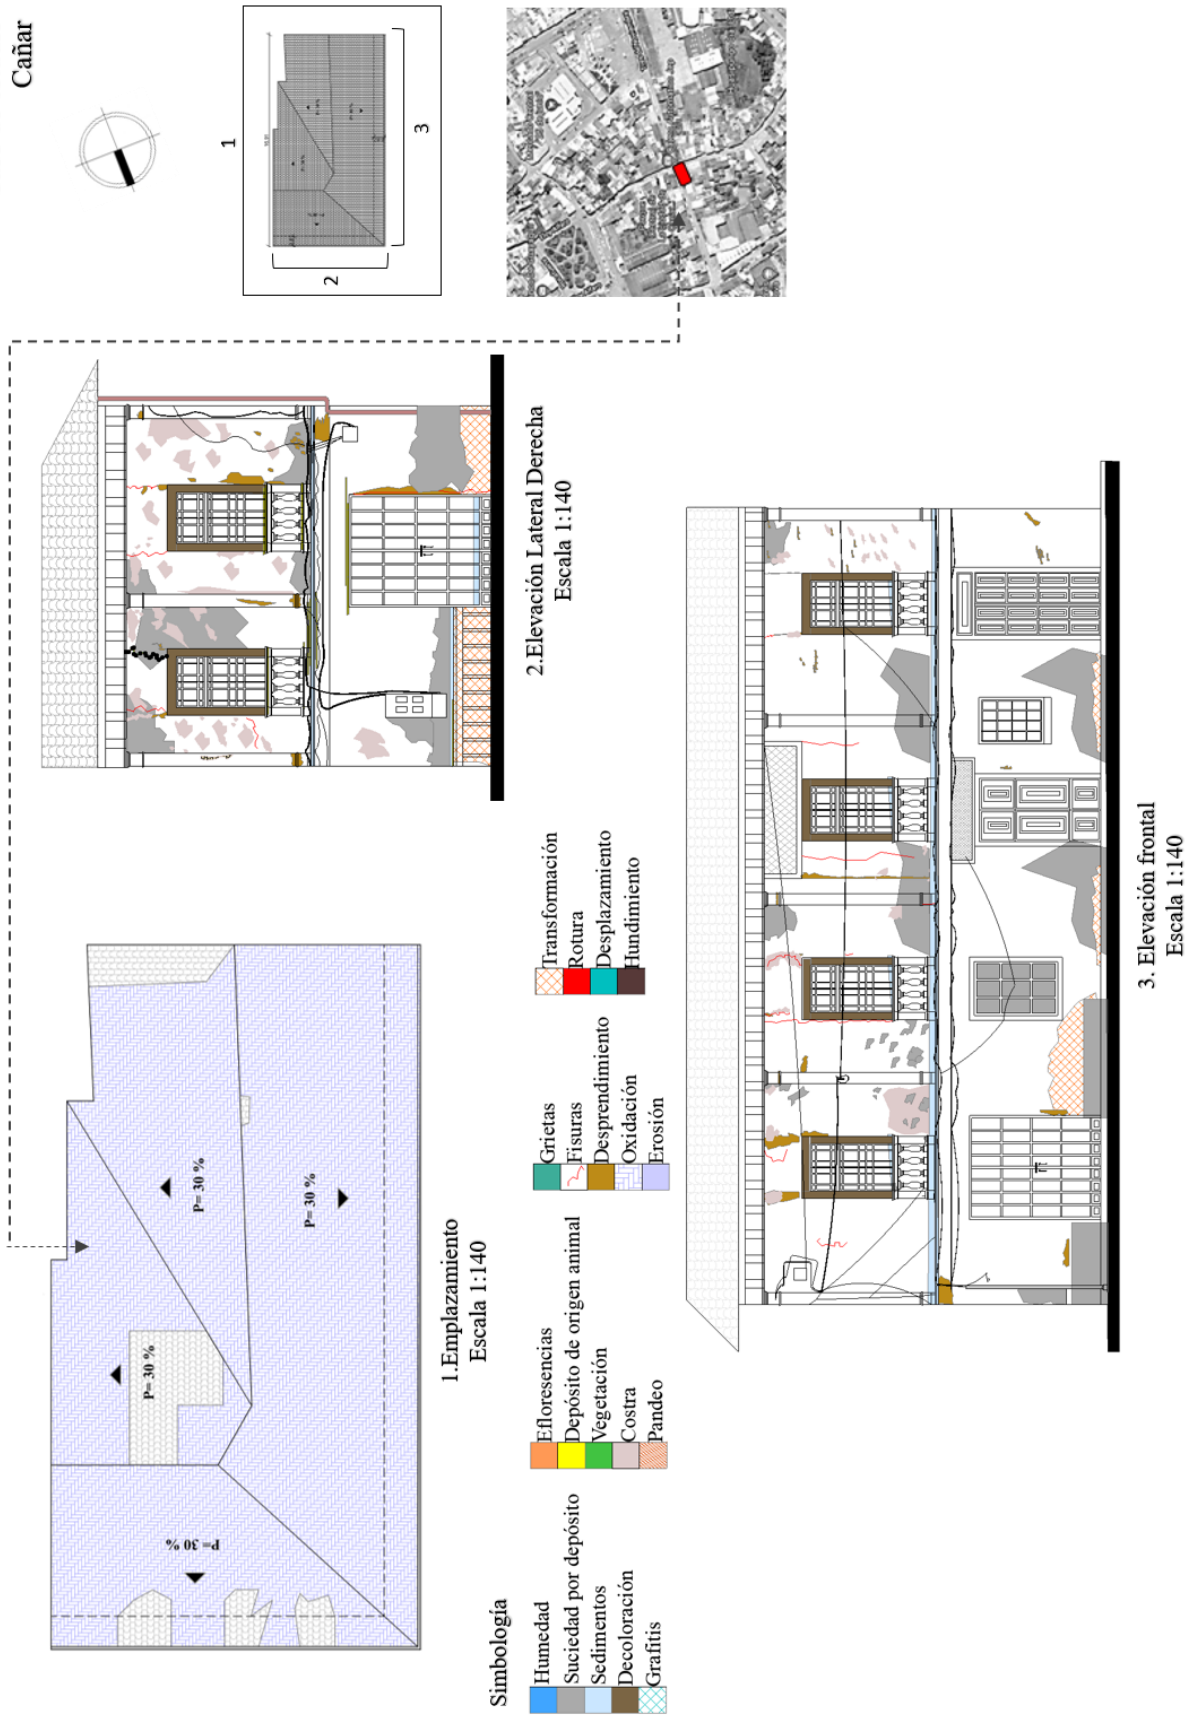 Cañar
1
2
3
P= 30 %
P= 30 %
P= 30 %
P= 30 %
1.Emplazamiento
Escala 1:140
2.Elevación Lateral Derecha
Escala 1:140
Simbología
Humedad
Suciedad por depósito
Sedimentos
Decoloración
Grafitis
Efloresencias
Depósito de origen animal
Vegetación
Costra
Pandeo
Grietas
Fisuras
Desprendimiento
Oxidación
Erosión
Transformación
Rotura
Desplazamiento
Hundimiento
3. Elevación frontal
Escala 1:140